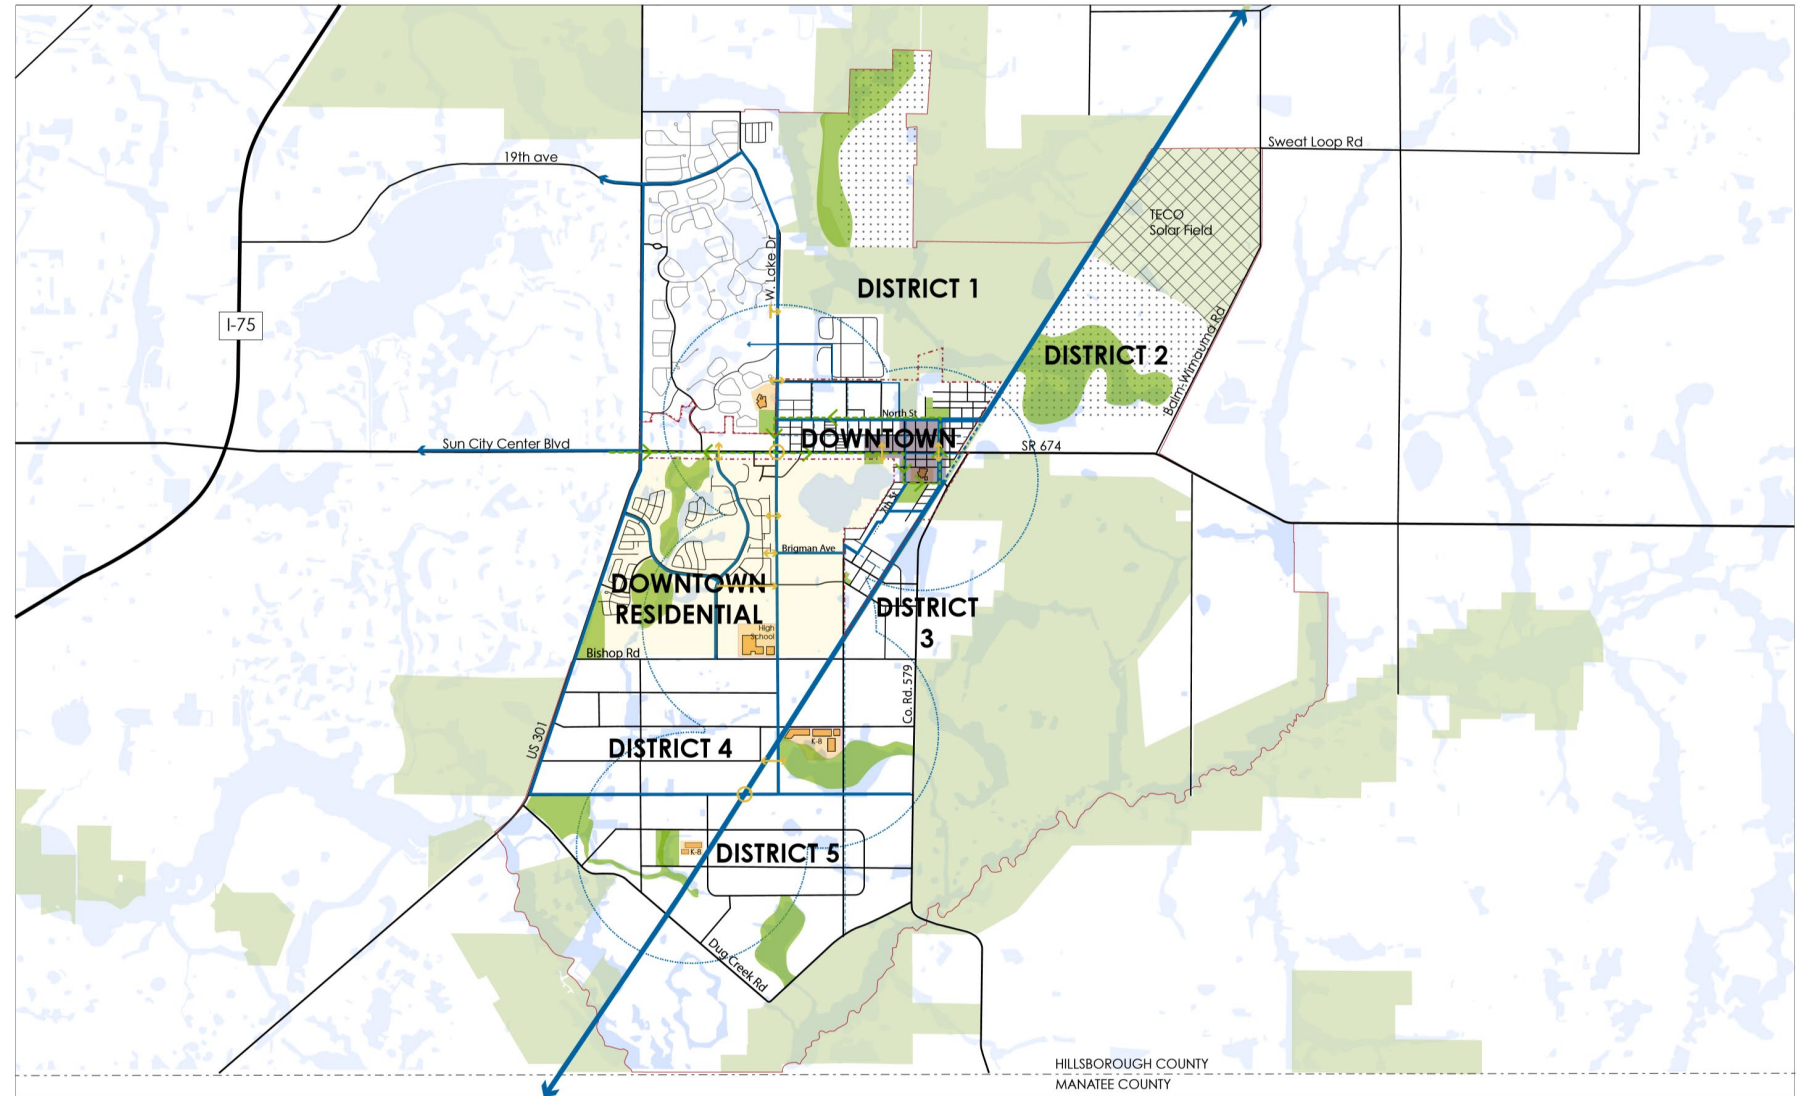 19th ave
Sweat Loop Rd
TECO
Solar Field
W. Lake Dr
DISTRICT 1
I-75
DISTRICT 2
Balm-Wimauma Rd
North St
DOWNTOWN
Sun City Center Blvd
SR 674
7th St
Brigman Ave
DOWNTOWN
RESIDENTIAL
DISTRICT
3
High
School
Bishop Rd
Co. Rd. 579
US 301
DISTRICT 4
K-8
K-8
DISTRICT 5
Dug Creek Rd
HILLSBOROUGH COUNTY
MANATEE COUNTY